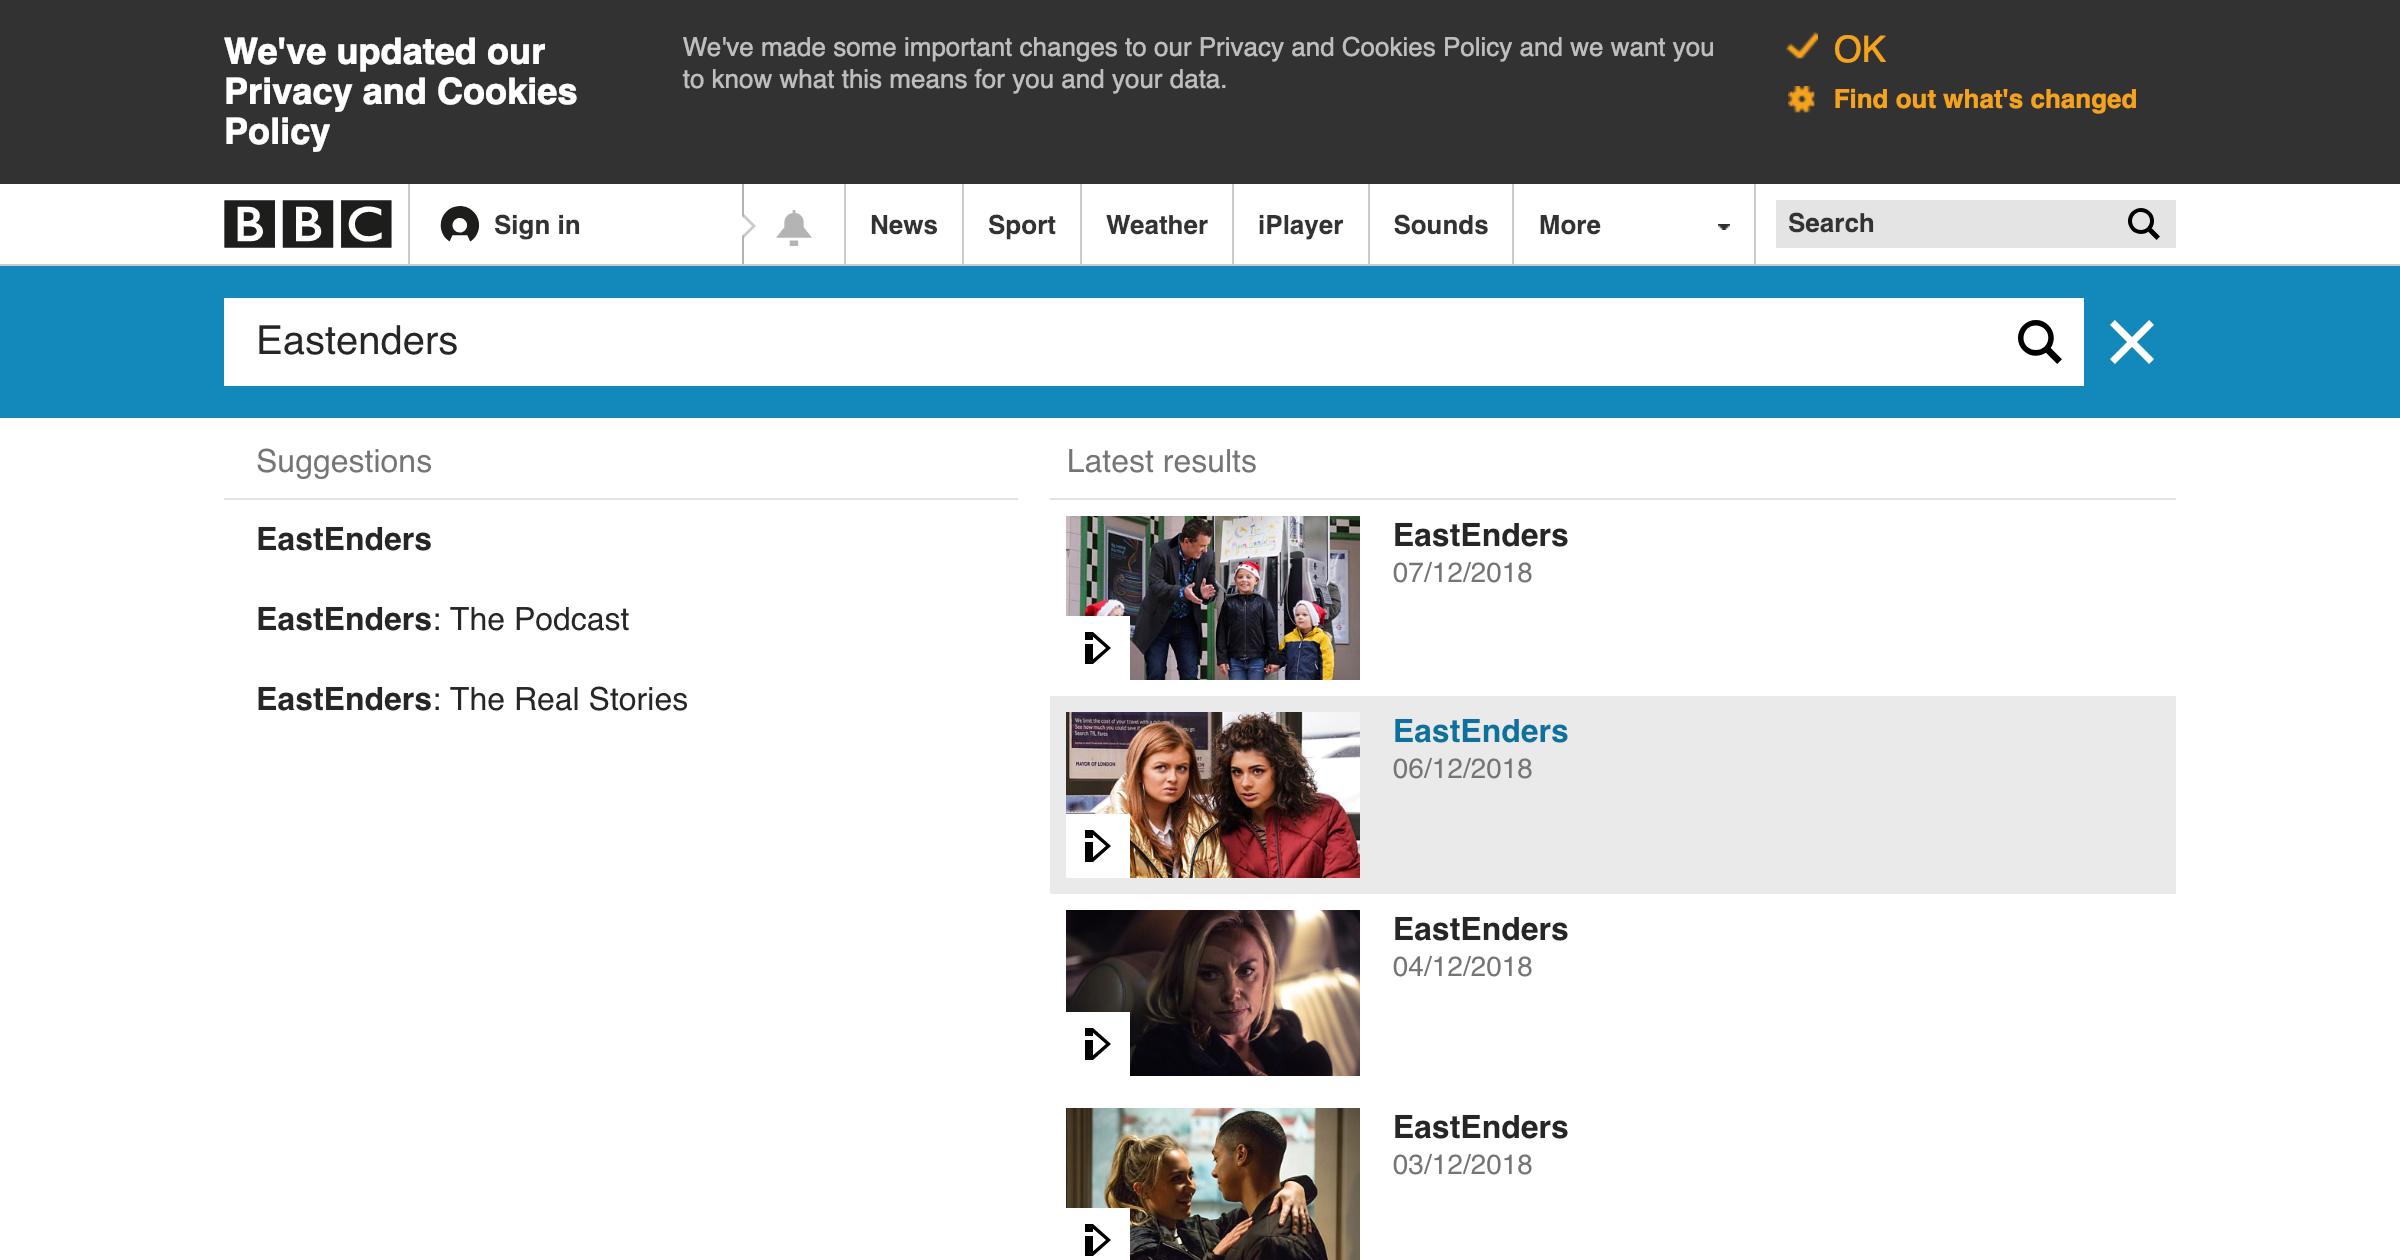 We've updated our
Privacy and Cookies
Policy
We've made some important changes to our Privacy and Cookies Policy and we want you
to know what this means for you and your data.
OK
Find out what's changed
BBC
Sign in
News
Sport
Weather
iPlayer
Sounds
More
Search
Eastenders
Suggestions
EastEnders
EastEnders: The Podcast
EastEnders: The Real Stories
Latest results
EastEnders
07/12/2018
EastEnders
06/12/2018
MAYOR OF LONDON
EastEnders
04/12/2018
EastEnders
03/12/2018